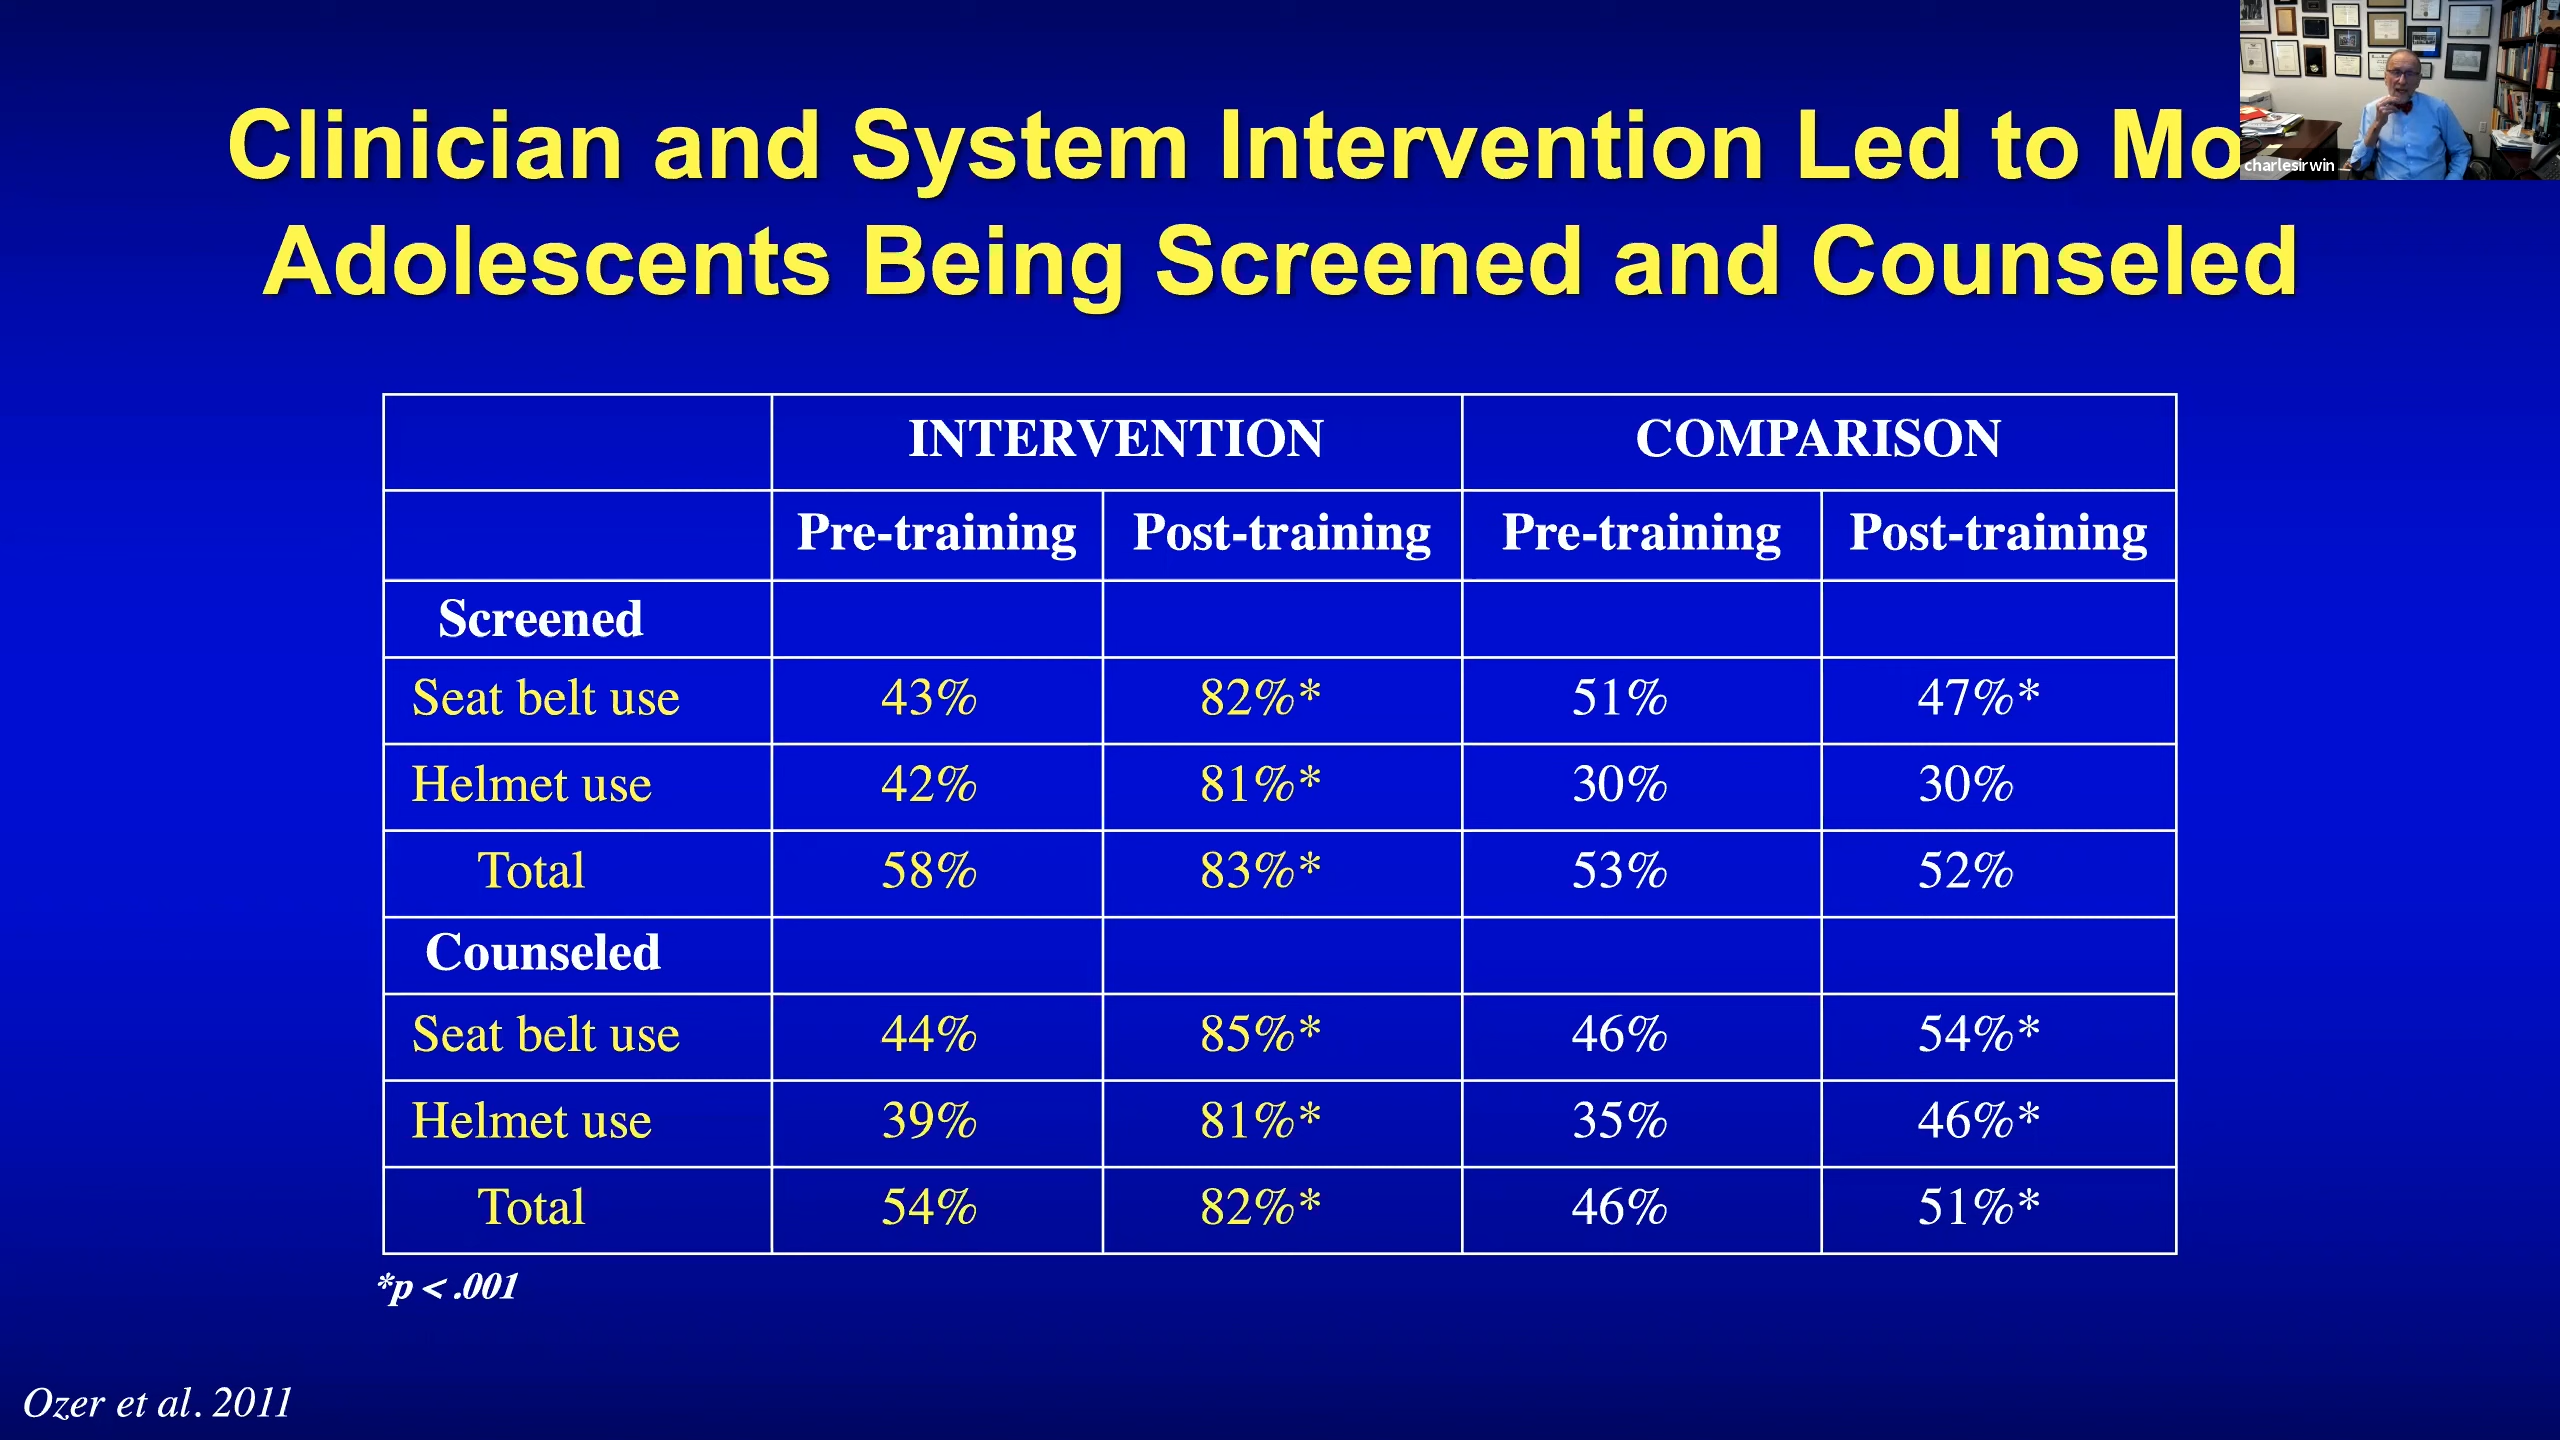 Clinician and System Intervention Led to Mo
charlesirwin
Adolescents Being Screened and Counseled
INTERVENTION COMPARISON
Pre-training Post-training Pre-training Post-training
Screened
Seat belt use 43% 82%* 51% 47%*
Helmet use 42% 81%* 30% 30%
Total 58% 83%* 53% 52%
Counseled
Seat belt use 44% 85%* 46% 54%*
Helmet use 39% 81%* 35% 46%*
Total 54% 82%* 46% 51%*
*p < .001
Ozer et al. 2011